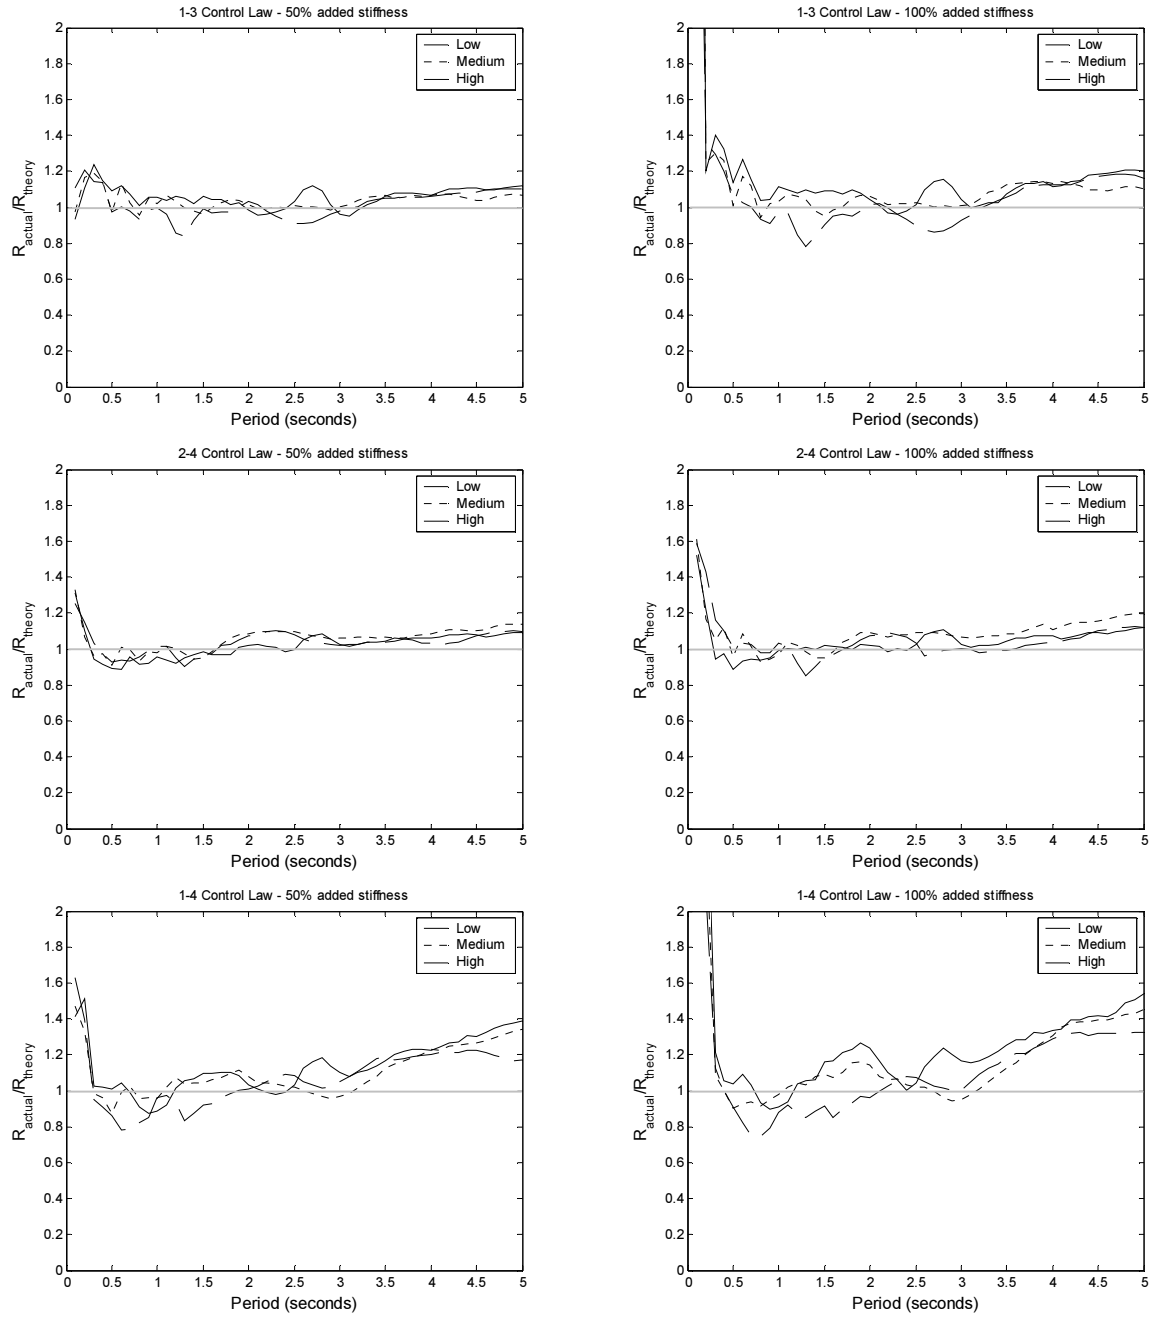 1-3 Control Law - 50% added stiffness
2
1.8
1.6
1.4
1.2
1
0.8
0.6
0.4
0.2
0
R_actual/R_theory
Low
Medium
High
0 0.5 1 1.5 2 2.5 3 3.5 4 4.5 5
Period (seconds)
1-3 Control Law - 100% added stiffness
2
1.8
1.6
1.4
1.2
1
0.8
0.6
0.4
0.2
0
R_actual/R_theory
Low
Medium
High
0 0.5 1 1.5 2 2.5 3 3.5 4 4.5 5
Period (seconds)
2-4 Control Law - 50% added stiffness
2
1.8
1.6
1.4
1.2
1
0.8
0.6
0.4
0.2
0
R_actual/R_theory
Low
Medium
High
0 0.5 1 1.5 2 2.5 3 3.5 4 4.5 5
Period (seconds)
2-4 Control Law - 100% added stiffness
2
1.8
1.6
1.4
1.2
1
0.8
0.6
0.4
0.2
0
R_actual/R_theory
Low
Medium
High
0 0.5 1 1.5 2 2.5 3 3.5 4 4.5 5
Period (seconds)
1-4 Control Law - 50% added stiffness
2
1.8
1.6
1.4
1.2
1
0.8
0.6
0.4
0.2
0
R_actual/R_theory
Low
Medium
High
0 0.5 1 1.5 2 2.5 3 3.5 4 4.5 5
Period (seconds)
1-4 Control Law - 100% added stiffness
2
1.8
1.6
1.4
1.2
1
0.8
0.6
0.4
0.2
0
R_actual/R_theory
Low
Medium
High
0 0.5 1 1.5 2 2.5 3 3.5 4 4.5 5
Period (seconds)